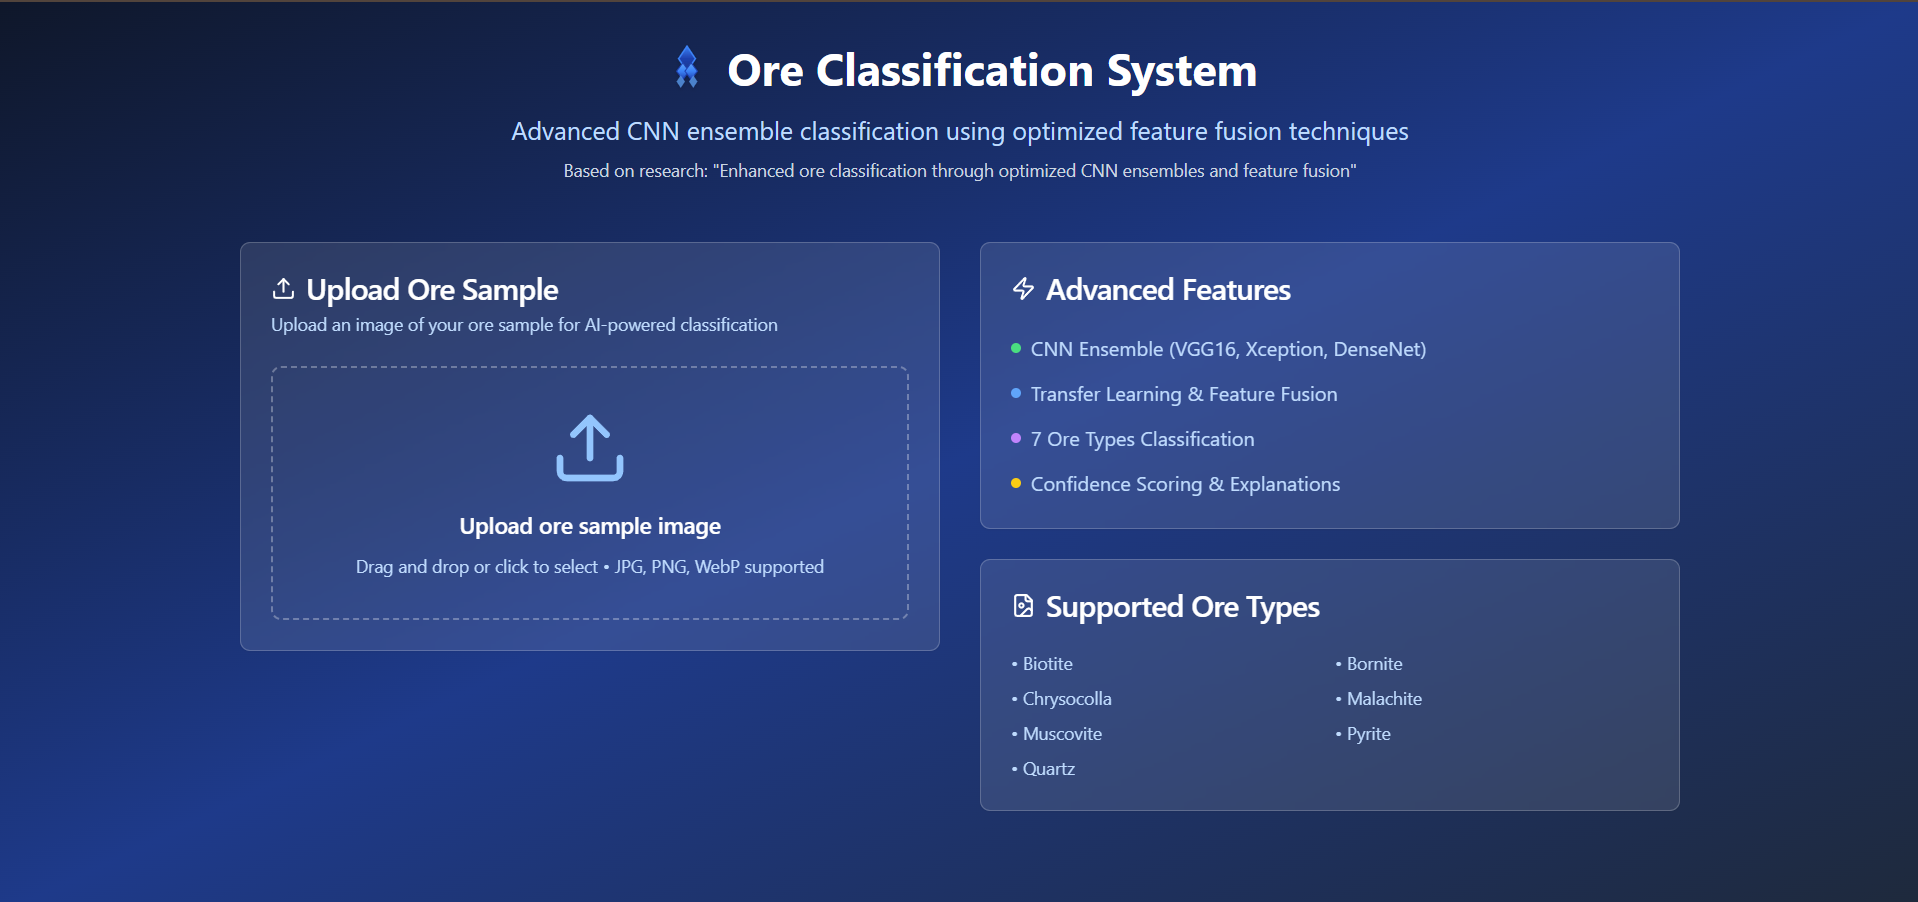 Ore Classification System
Advanced CNN ensemble classification using optimized feature fusion techniques
Based on research: "Enhanced ore classification through optimized CNN ensembles and feature fusion"
Upload Ore Sample
Upload an image of your ore sample for AI-powered classification
Upload ore sample image
Drag and drop or click to select • JPG, PNG, WebP supported
Advanced Features
CNN Ensemble (VGG16, Xception, DenseNet)
Transfer Learning & Feature Fusion
7 Ore Types Classification
Confidence Scoring & Explanations
Supported Ore Types
• Biotite
• Bornite
• Chrysocolla
• Malachite
• Muscovite
• Pyrite
• Quartz